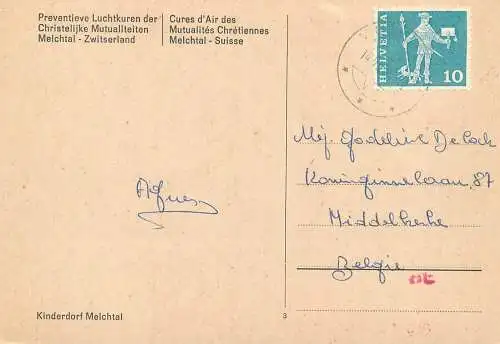 Preventieve Luchtkuren der
Christelijke Mutualiteiten
Melchtal - Zwitserland
Cures d'Air des
Mutualités Chrétiennes
Melchtal - Suisse
HELVETIA
10
Mej. Godelieve De Cock
Koninginnelaan, 87
Middelkerke
België
Agnes
Kinderdorf Melchtal
3